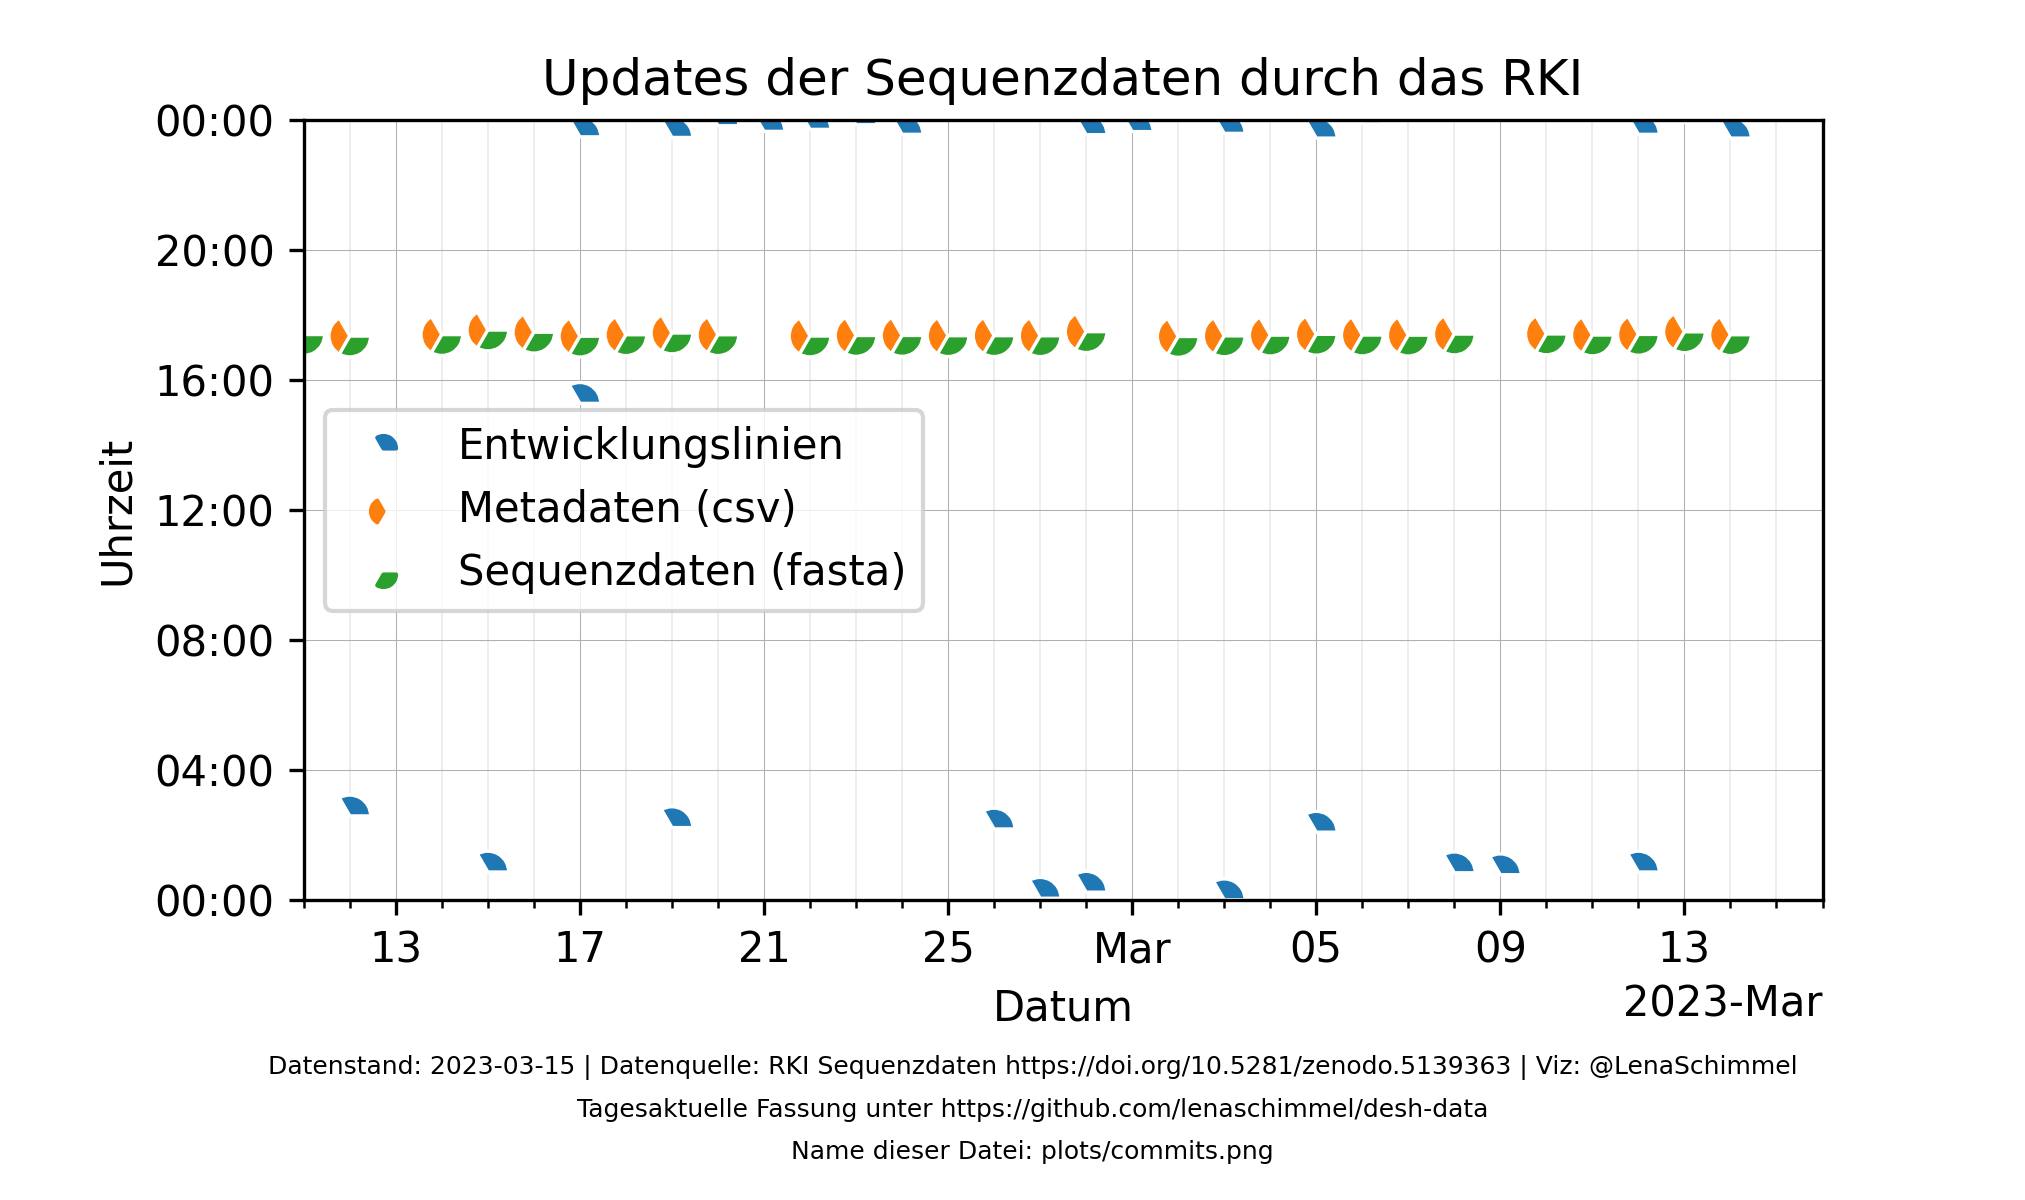 Updates der Sequenzdaten durch das RKI
00:00
20:00
16:00
12:00
08:00
04:00
00:00
Uhrzeit
Entwicklungslinien
Metadaten (csv)
Sequenzdaten (fasta)
13 17 21 25 Mar 05 09 13
Datum
2023-Mar
Datenstand: 2023-03-15 | Datenquelle: RKI Sequenzdaten https://doi.org/10.5281/zenodo.5139363 | Viz: @LenaSchimmel
Tagesaktuelle Fassung unter https://github.com/lenaschimmel/desh-data
Name dieser Datei: plots/commits.png